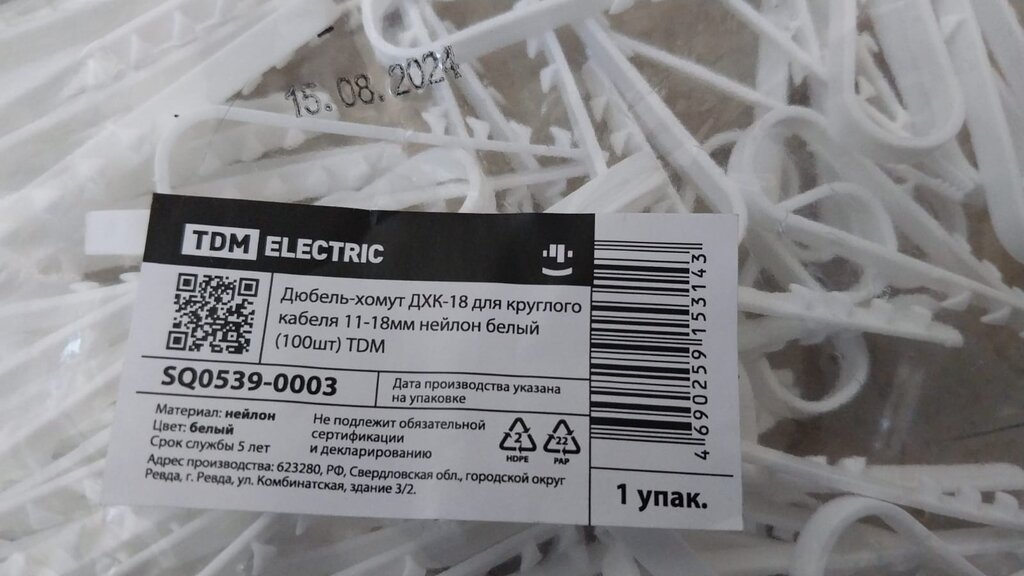 15.08.2024
TDM ELECTRIC
Дюбель-хомут ДХК-18 для круглого
кабеля 11-18мм нейлон белый
(100шт) TDM
SQ0539-0003
Дата производства указана
на упаковке
Материал: нейлон
Цвет: белый
Срок службы 5 лет
Не подлежит обязательной
сертификации
и декларированию
2
HDPE
22
PAP
Адрес производства: 623280, РФ, Свердловская обл., городской округ
Ревда, г. Ревда, ул. Комбинатская, здание 3/2.
4 690259 153143
1 упак.